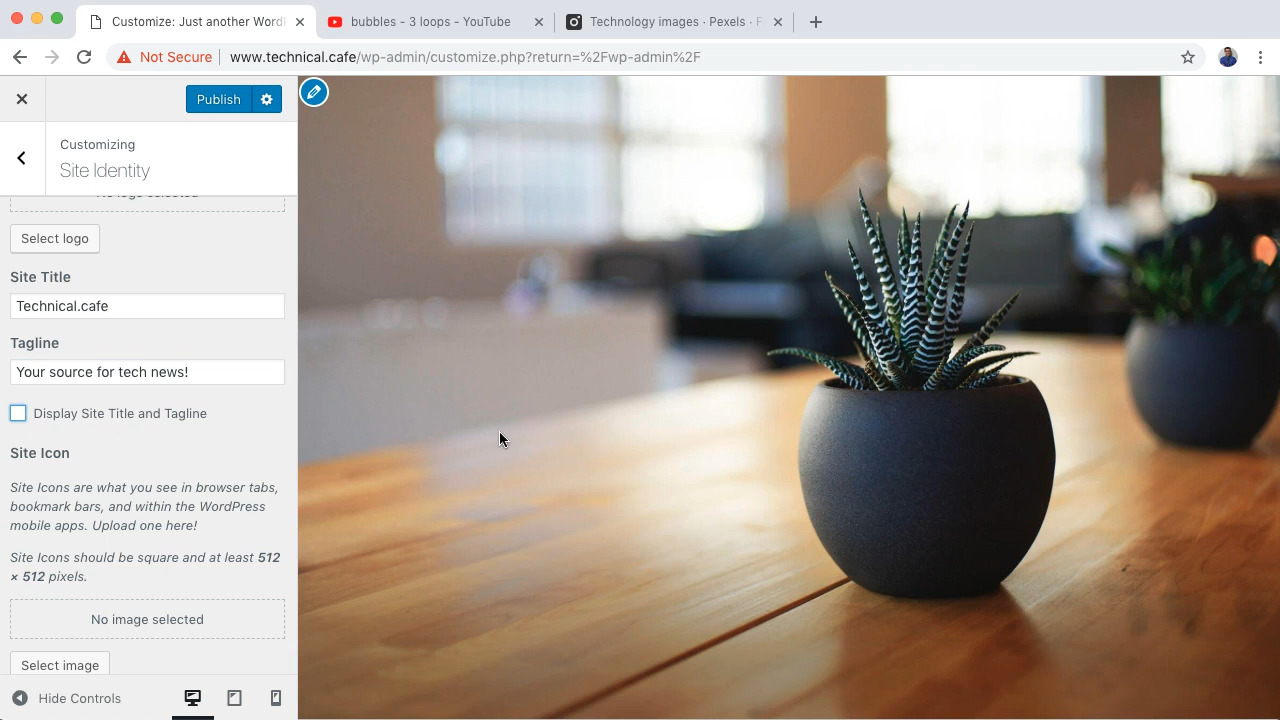 Customize: Just another Word
bubbles - 3 loops - YouTube
Technology images · Pexels · F
Not Secure
www.technical.cafe/wp-admin/customize.php?return=%2Fwp-admin%2F
Publish
Customizing
Site Identity
No logo selected
Select logo
Site Title
Technical.cafe
Tagline
Your source for tech news!
Display Site Title and Tagline
Site Icon
Site Icons are what you see in browser tabs,
bookmark bars, and within the WordPress
mobile apps. Upload one here!
Site Icons should be square and at least 512
× 512 pixels.
No image selected
Select image
Hide Controls